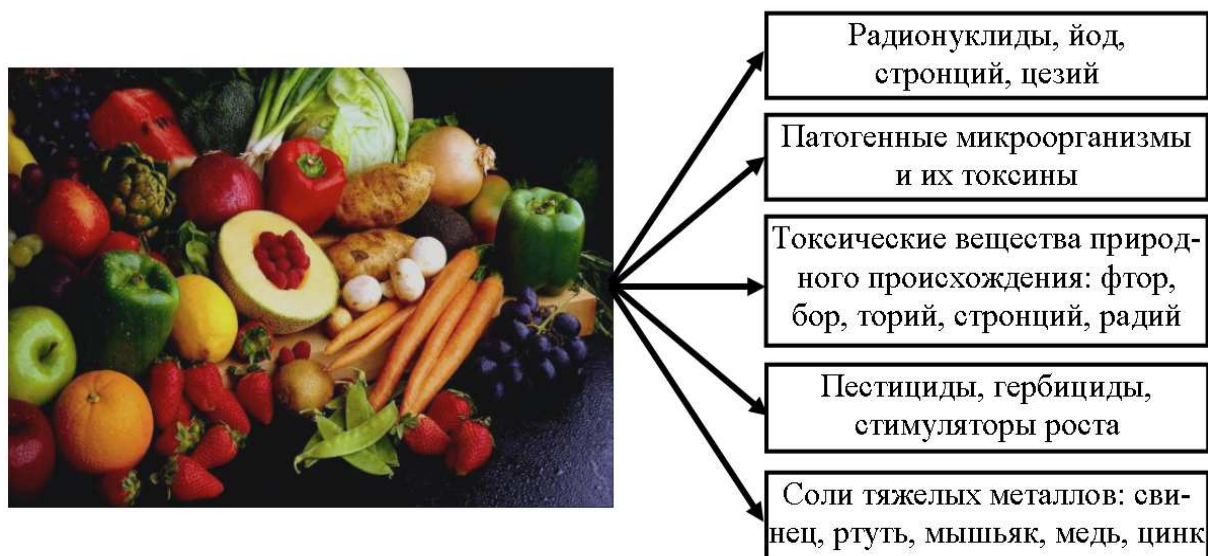 Радионуклиды, йод,
стронций, цезий
Патогенные микроорганизмы
и их токсины
Токсические вещества природ-
ного происхождения: фтор,
бор, торий, стронций, радий
Пестициды, гербициды,
стимуляторы роста
Соли тяжелых металлов: сви-
нец, ртуть, мышьяк, медь, цинк